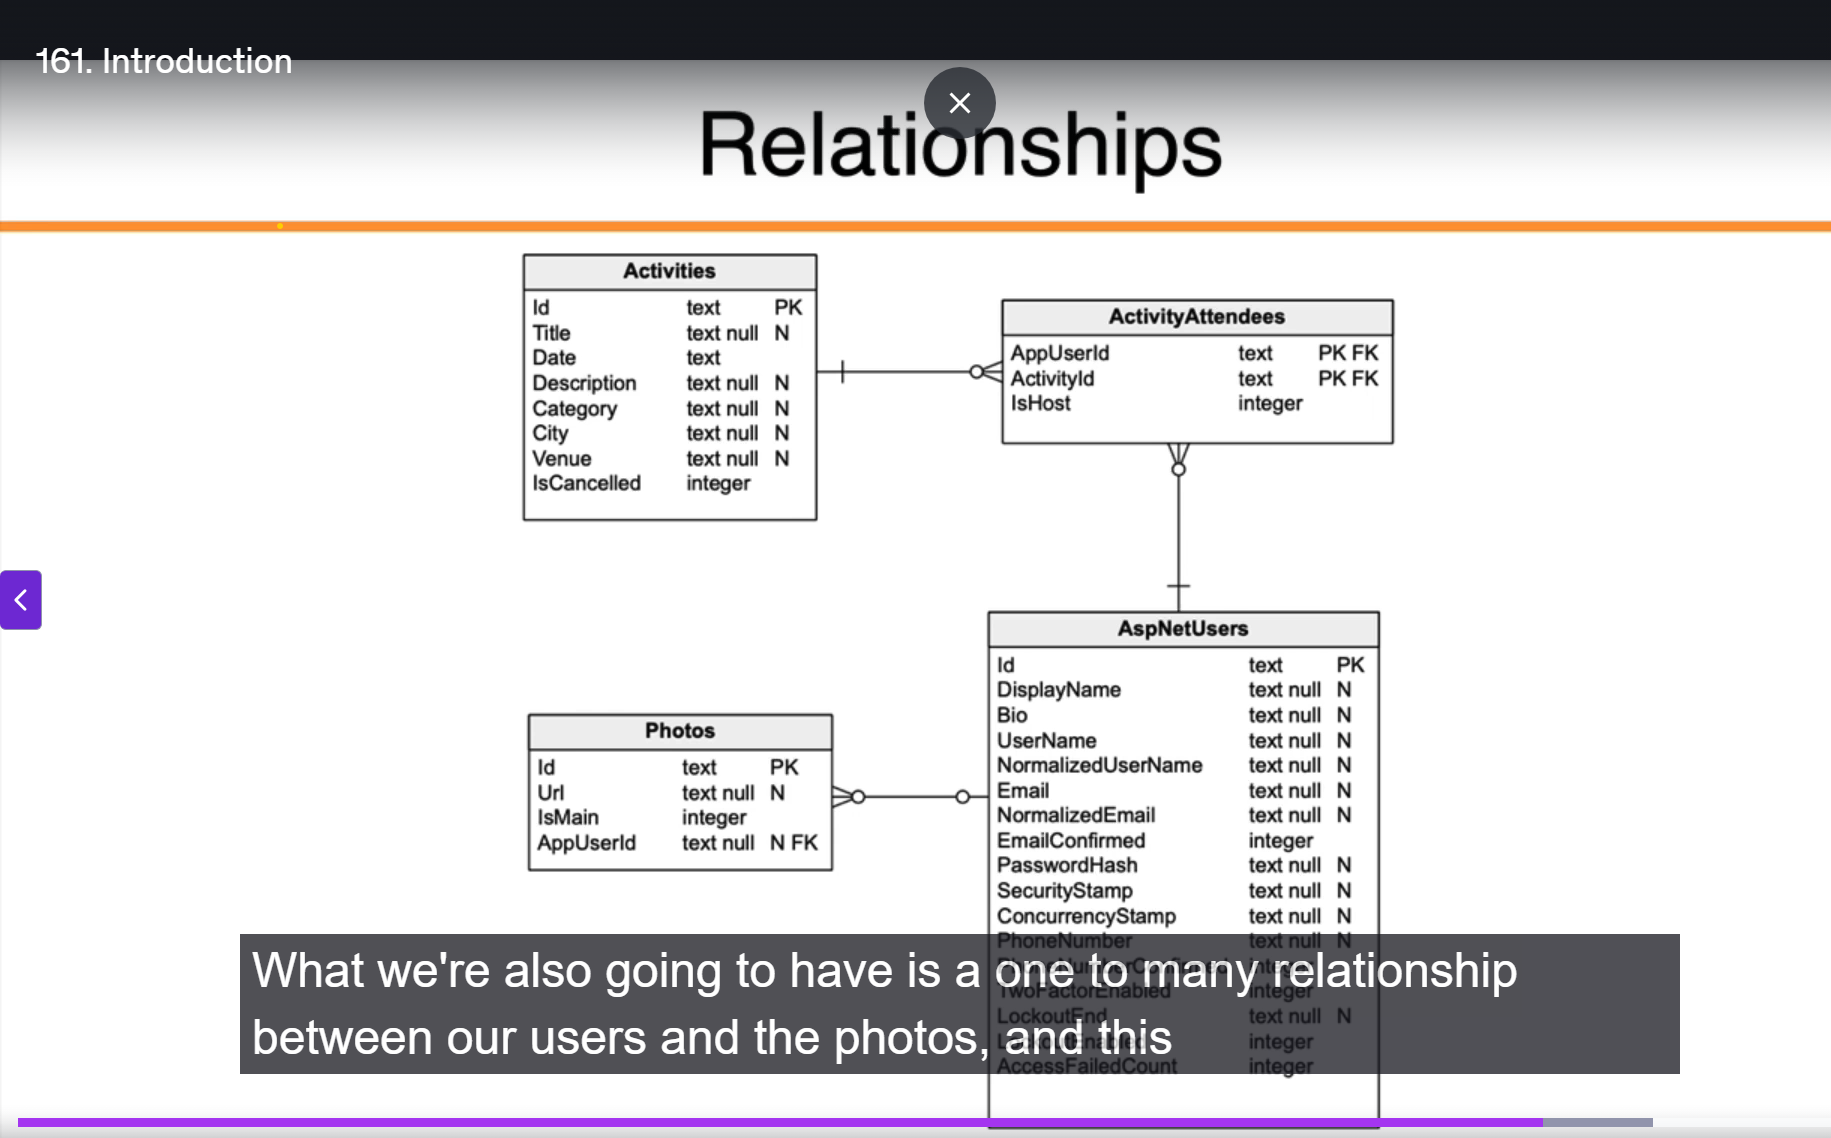 161. Introduction
Relationships
Activities
Id text PK
Title text null N
Date text
Description text null N
Category text null N
City text null N
Venue text null N
IsCancelled integer
ActivityAttendees
AppUserId text PK FK
ActivityId text PK FK
IsHost integer
Photos
Id text PK
Url text null N
IsMain integer
AppUserId text null N FK
AspNetUsers
Id text PK
DisplayName text null N
Bio text null N
UserName text null N
NormalizedUserName text null N
Email text null N
NormalizedEmail text null N
EmailConfirmed integer
PasswordHash text null N
SecurityStamp text null N
ConcurrencyStamp text null N
PhoneNumber text null N
PhoneNumberConfirmed integer
TwoFactorEnabled integer
LockoutEnd text null N
LockoutEnabled integer
AccessFailedCount integer
What we're also going to have is a one to many relationship
between our users and the photos, and this